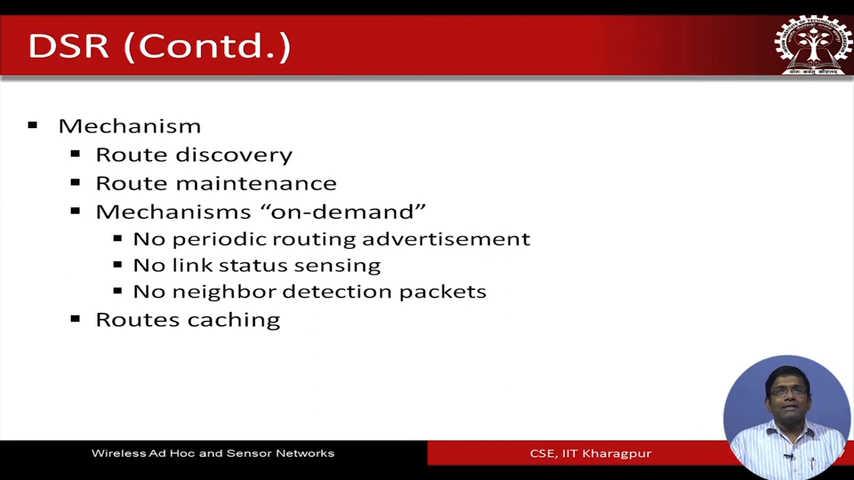 DSR (Contd.)
Mechanism
Route discovery
Route maintenance
Mechanisms “on-demand”
No periodic routing advertisement
No link status sensing
No neighbor detection packets
Routes caching
Wireless Ad Hoc and Sensor Networks
CSE, IIT Kharagpur